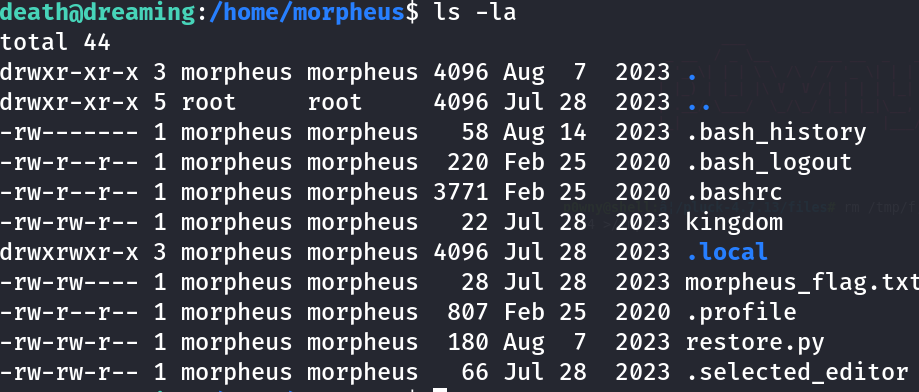 death@dreaming:/home/morpheus$ ls -la
total 44
drwxr-xr-x 3 morpheus morpheus 4096 Aug  7  2023 .
drwxr-xr-x 5 root     root     4096 Jul 28  2023 ..
-rw------- 1 morpheus morpheus   58 Aug 14  2023 .bash_history
-rw-r--r-- 1 morpheus morpheus  220 Feb 25  2020 .bash_logout
-rw-r--r-- 1 morpheus morpheus 3771 Feb 25  2020 .bashrc
-rw-rw-r-- 1 morpheus morpheus   22 Jul 28  2023 kingdom
drwxrwxr-x 3 morpheus morpheus 4096 Jul 28  2023 .local
-rw-rw---- 1 morpheus morpheus   28 Jul 28  2023 morpheus_flag.txt
-rw-r--r-- 1 morpheus morpheus  807 Feb 25  2020 .profile
-rw-rw-r-- 1 morpheus morpheus  180 Aug  7  2023 restore.py
-rw-rw-r-- 1 morpheus morpheus   66 Jul 28  2023 .selected_editor